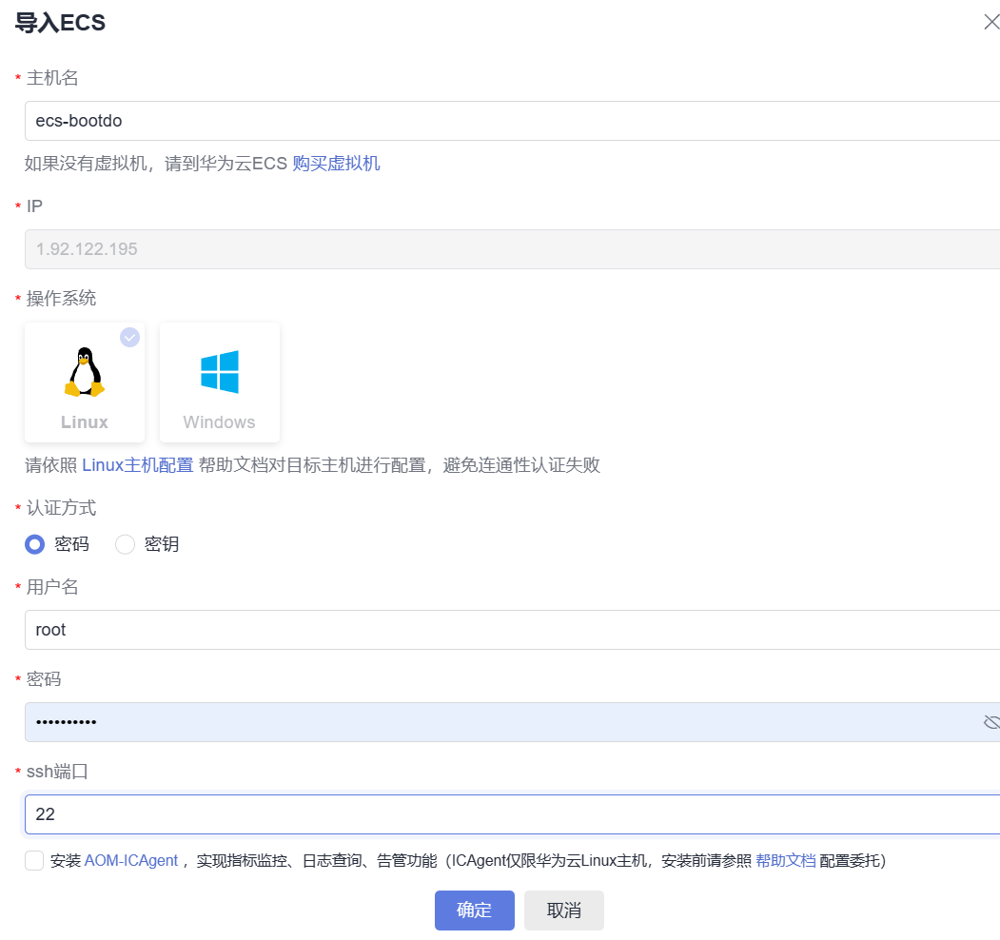 导入ECS
* 主机名
ecs-bootdo
如果没有虚拟机，请到华为云ECS 购买虚拟机
* IP
1.92.122.195
* 操作系统
Linux Windows
请依照 Linux主机配置 帮助文档对目标主机进行配置，避免连通性认证失败
* 认证方式
密码 密钥
* 用户名
root
* 密码
••••••••••
* ssh端口
22
安装 AOM-ICAgent ，实现指标监控、日志查询、告管功能（ICAgent仅限华为云Linux主机，安装前请参照 帮助文档 配置委托）
确定 取消